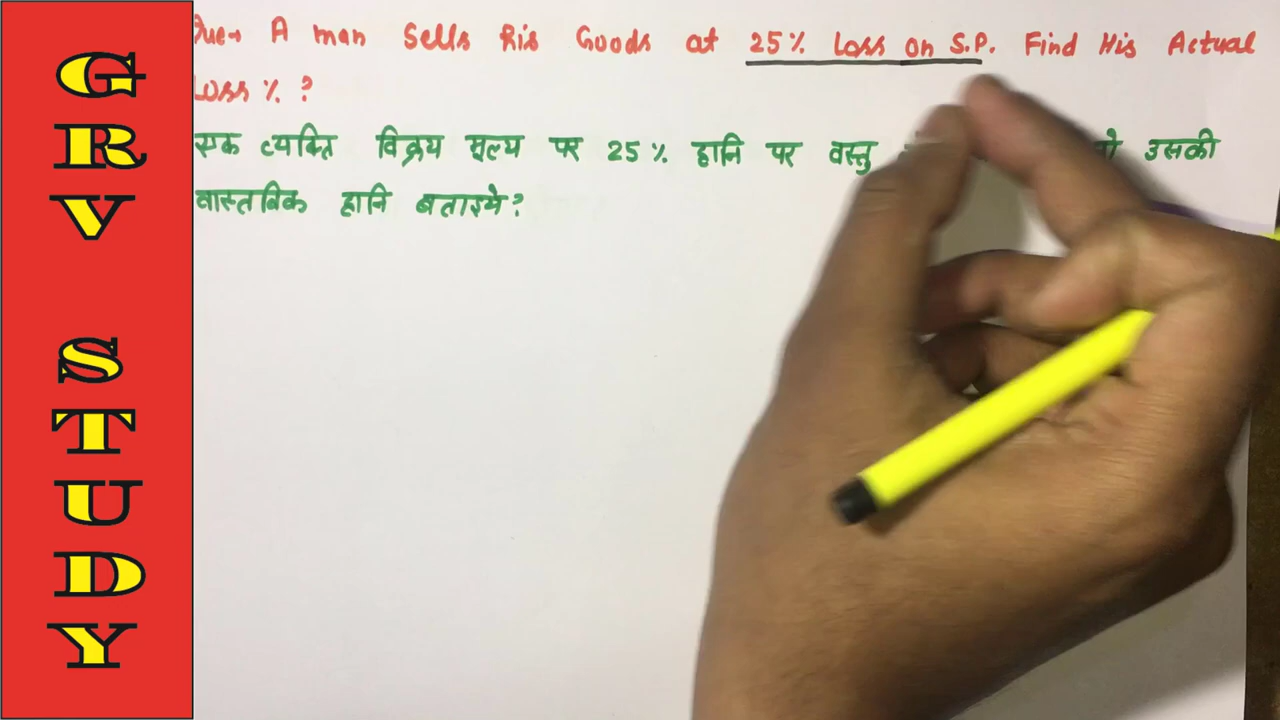 GRV STUDY
Que→ A man Sells his Goods at 25% Loss on S.P. Find His Actual
Loss % ?
एक व्यक्ति विक्रय मूल्य पर 25% हानि पर वस्तु तो उसकी
वास्तविक हानि बताइये?